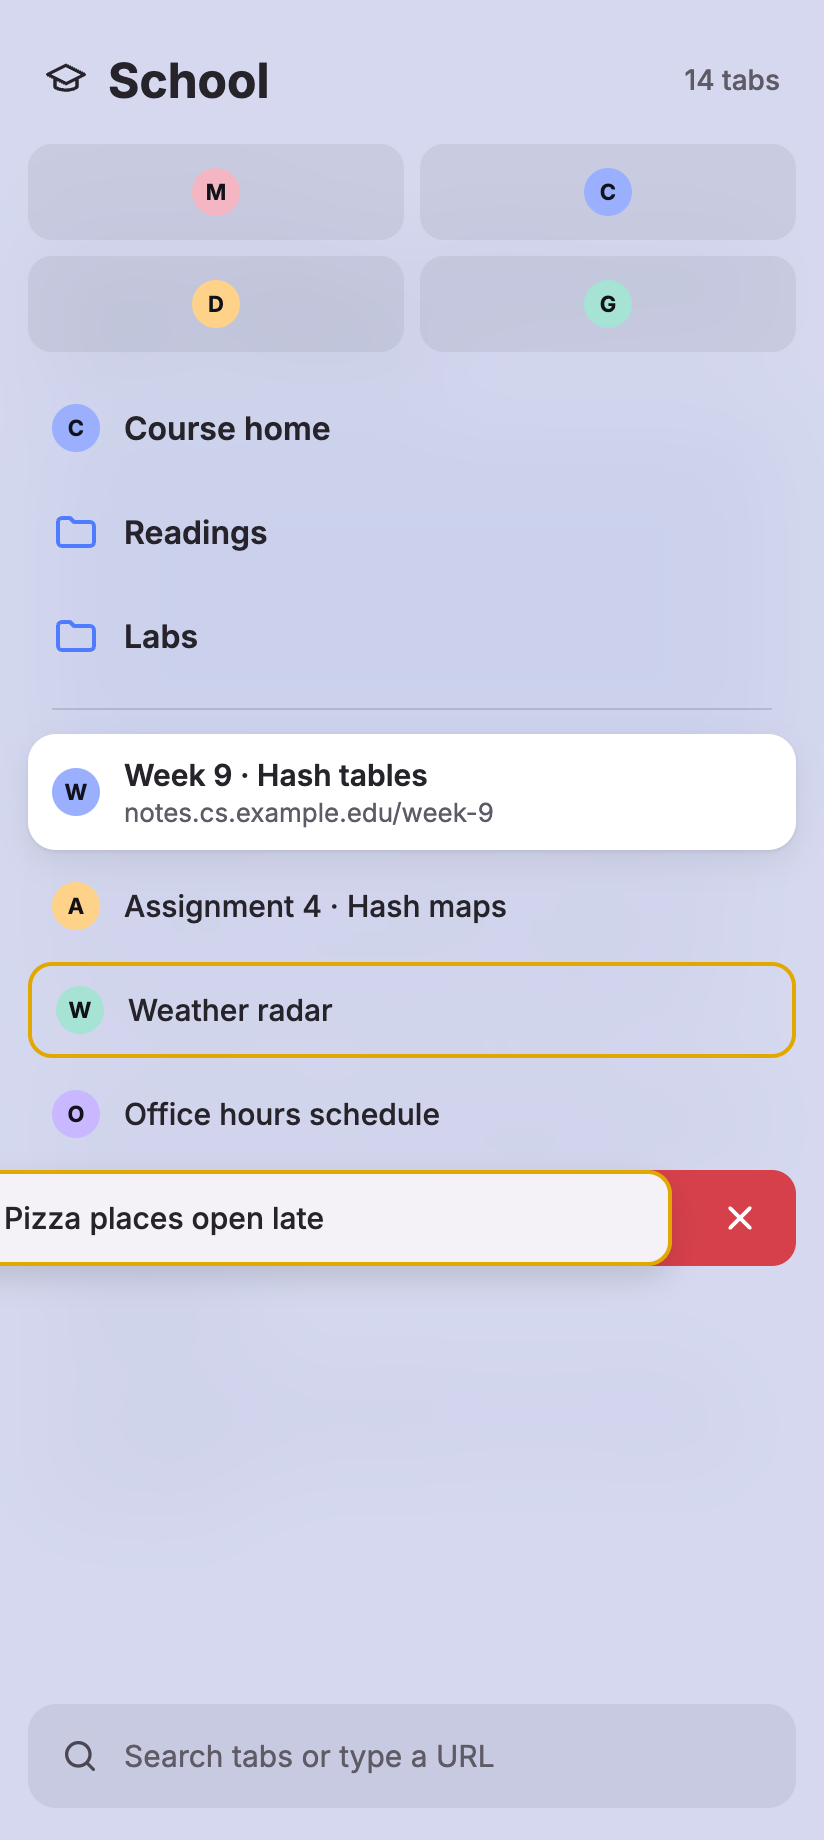 School
14 tabs
M
C
D
G
C Course home
Readings
Labs
W Week 9 · Hash tables
notes.cs.example.edu/week-9
A Assignment 4 · Hash maps
W Weather radar
O Office hours schedule
Pizza places open late
Search tabs or type a URL